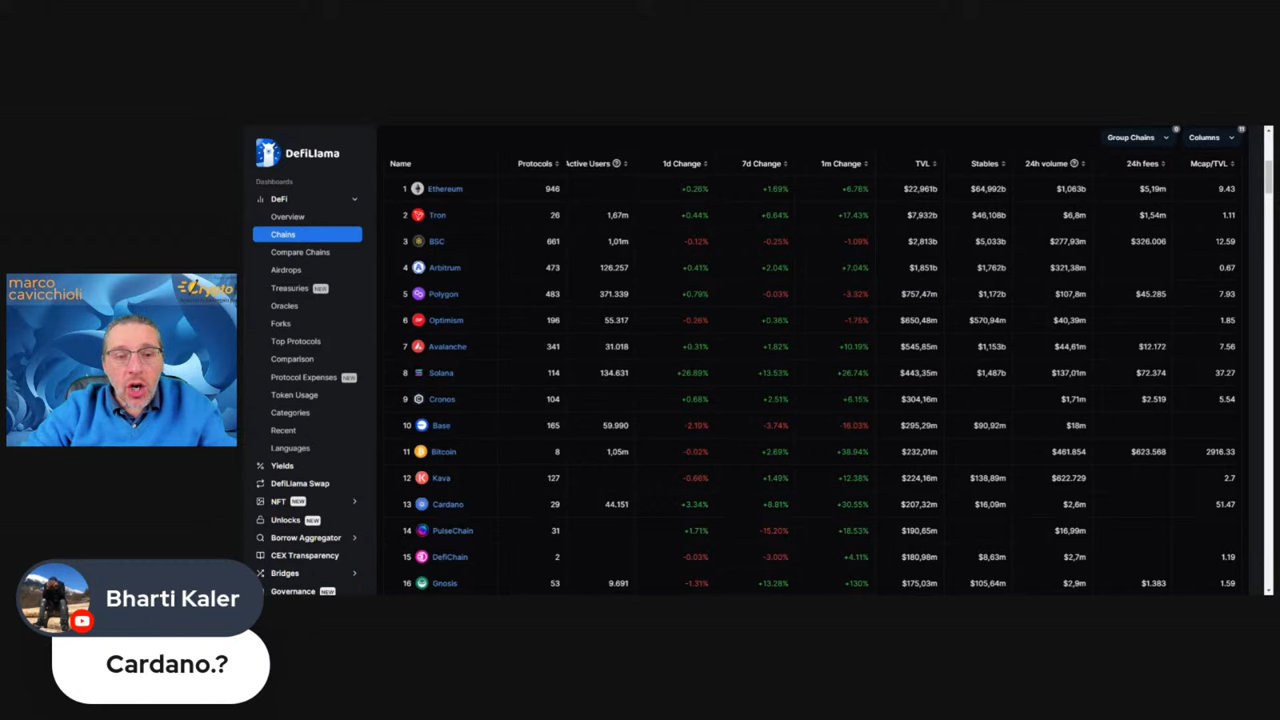 marco
cavicchioli
Crypto
DefiLlama
Dashboards
DeFi
Overview
Chains
Compare Chains
Airdrops
Treasuries NEW
Oracles
Forks
Top Protocols
Comparison
Protocol Expenses NEW
Token Usage
Categories
Recent
Languages
Yields
DefiLlama Swap
NFT NEW
Unlocks NEW
Borrow Aggregator
CEX Transparency
Bridges
Governance NEW
Group Chains 0 Columns 11
Name Protocols Active Users 1d Change 7d Change 1m Change TVL Stables 24h volume 24h fees Mcap/TVL
1 Ethereum 946 +0.26% +1.69% +6.76% $22,961b $64,992b $1,063b $5,19m 9.43
2 Tron 26 1,67m +0.44% +6.64% +17.43% $7,932b $46,108b $6,8m $1,54m 1.11
3 BSC 661 1,01m -0.12% -0.25% -1.09% $2,813b $5,033b $277,93m $326.006 12.59
4 Arbitrum 473 126.257 +0.41% +2.04% +7.04% $1,851b $1,762b $321,38m 0.67
5 Polygon 483 371.339 +0.79% -0.03% -3.32% $757,47m $1,172b $107,8m $45.285 7.93
6 Optimism 196 55.317 -0.26% +0.36% -1.75% $650,48m $570,94m $40,39m 1.85
7 Avalanche 341 31.018 +0.31% +1.82% +10.19% $545,85m $1,153b $44,61m $12.172 7.56
8 Solana 114 134.631 +26.89% +13.53% +26.74% $443,35m $1,487b $137,01m $72.374 37.27
9 Cronos 104 +0.68% +2.51% +6.15% $304,16m $1,71m $2.519 5.54
10 Base 165 59.990 -2.19% -3.74% -16.03% $295,29m $90,92m $18m
11 Bitcoin 8 1,05m -0.02% +2.69% +38.94% $232,01m $461.854 $623.568 2916.33
12 Kava 127 -0.66% +1.49% +12.38% $224,16m $138,89m $622.729 2.7
13 Cardano 29 44.151 +3.34% +8.81% +30.55% $207,32m $16,09m $2,6m 51.47
14 PulseChain 31 +1.71% -15.20% +18.53% $190,65m $16,99m
15 DefiChain 2 -0.03% -3.00% +4.11% $180,98m $8,63m $2,7m 1.19
16 Gnosis 53 9.691 -1.31% +13.28% +130% $175,03m $105,64m $2,9m $1.383 1.59
Bharti Kaler
Cardano.?